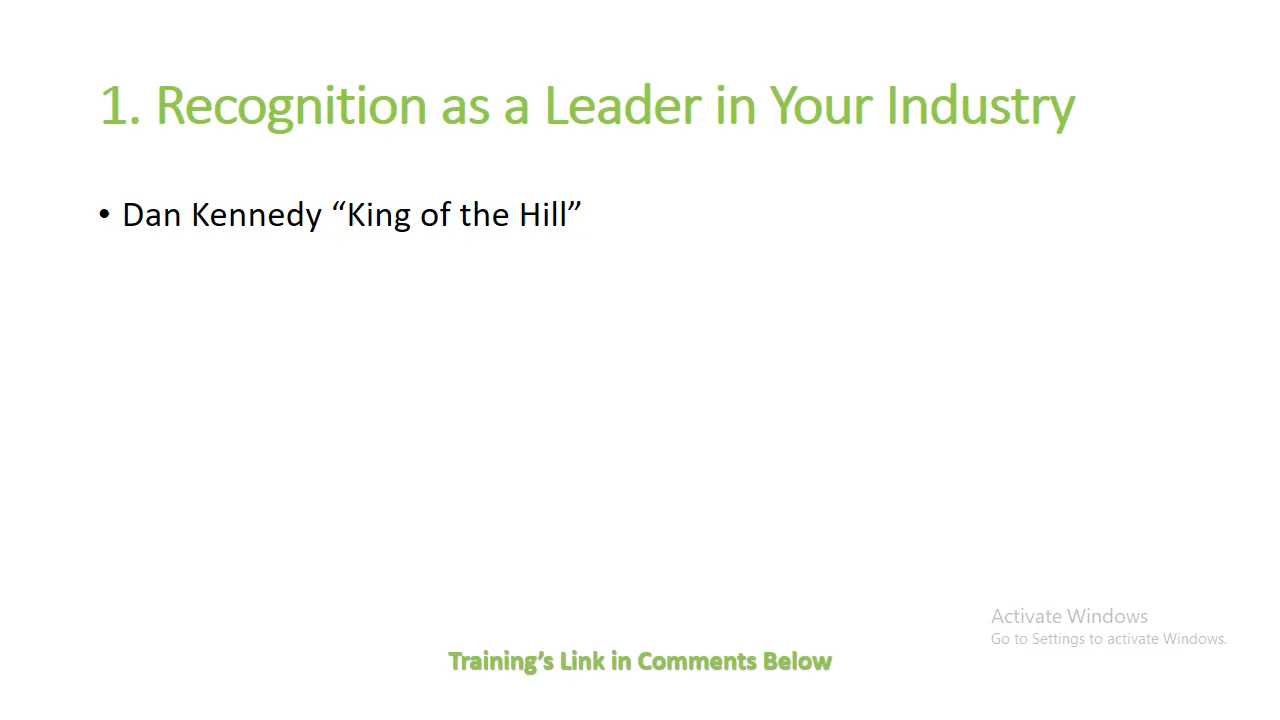 1. Recognition as a Leader in Your Industry
• Dan Kennedy “King of the Hill”
Activate Windows
Go to Settings to activate Windows.
Training’s Link in Comments Below